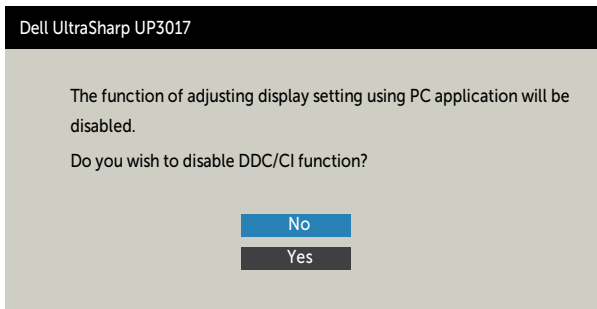 Dell UltraSharp UP3017
The function of adjusting display setting using PC application will be
disabled.
Do you wish to disable DDC/CI function?
No
Yes